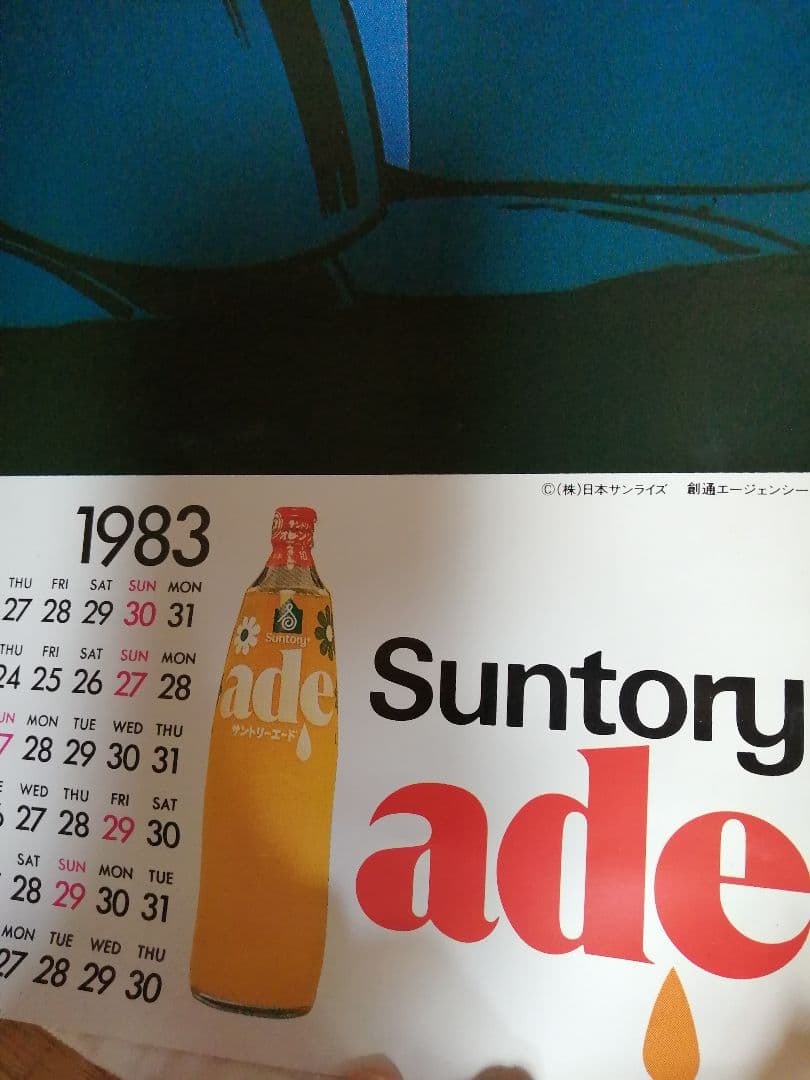 ©(株)日本サンライズ 創通エージェンシー
1983
THU FRI SAT SUN MON
27 28 29 30 31
THU FRI SAT SUN MON
24 25 26 27 28
UN MON TUE WED THU
7 28 29 30 31
E WED THU FRI SAT
27 28 29 30
SAT SUN MON TUE
28 29 30 31
MON TUE WED THU
27 28 29 30
Suntory
ade
サントリーエード
Suntory
ade